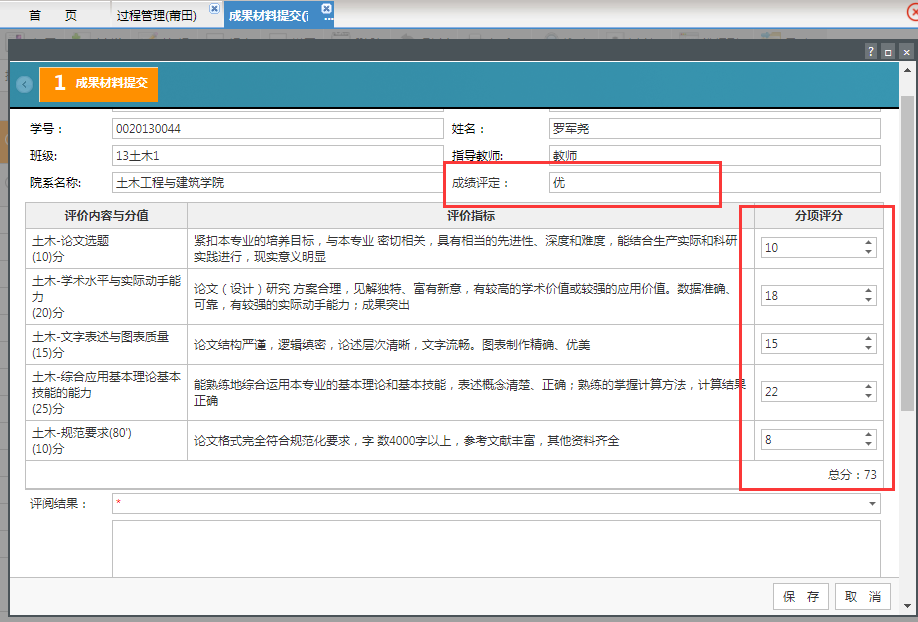 首 页
过程管理(莆田)
成果材料提交(i
1 成果材料提交
学号： 0020130044 姓名： 罗军尧
班级: 13土木1 指导教师: 教师
院系名称: 土木工程与建筑学院 成绩评定： 优
评价内容与分值 评价指标 分项评分
土木-论文选题
(10)分
紧扣本专业的培养目标，与本专业 密切相关，具有相当的先进性、深度和难度，能结合生产实际和科研
实践进行，现实意义明显
10
土木-学术水平与实际动手能
力
(20)分
论文（设计）研究 方案合理，见解独特、富有新意，有较高的学术价值或较强的应用价值。数据准确、
可靠，有较强的实际动手能力；成果突出
18
土木-文字表述与图表质量
(15)分
论文结构严谨，逻辑缜密，论述层次清晰，文字流畅。图表制作精确、优美
15
土木-综合应用基本理论基本
技能的能力
(25)分
能熟练地综合运用本专业的基本理论和基本技能，表述概念清楚、正确；熟练的掌握计算方法，计算结果
正确
22
土木-规范要求(80')
(10)分
论文格式完全符合规范化要求，字 数4000字以上，参考文献丰富，其他资料齐全
8
总分：73
评阅结果： *
保 存 取 消